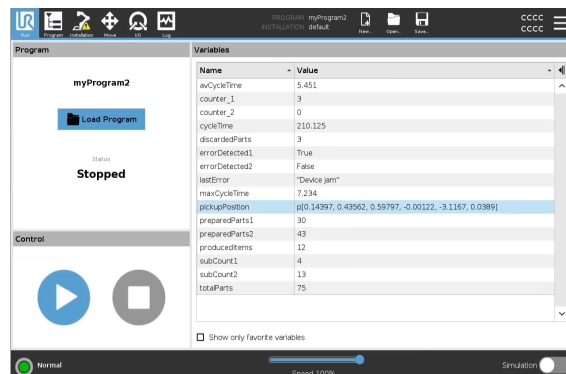 UR
Run
Program
Installation
Move
I/O
Log
PROGRAM myProgram2
INSTALLATION default
New...
Open...
Save...
CCCC
CCCC
Program
myProgram2
Load Program
Status
Stopped
Control
Variables
Name Value
avCycleTime 5.451
counter_1 3
counter_2 0
cycleTime 210.125
discardedParts 3
errorDetected1 True
errorDetected2 False
lastError "Device jam"
maxCycleTime 7.234
pickupPosition p[0.14397, 0.43562, 0.59797, -0.00122, -3.1167, 0.0389]
preparedParts1 30
preparedParts2 43
producedItems 12
subCount1 4
subCount2 13
totalParts 75
Show only favorite variables
Normal
Speed 100%
Simulation